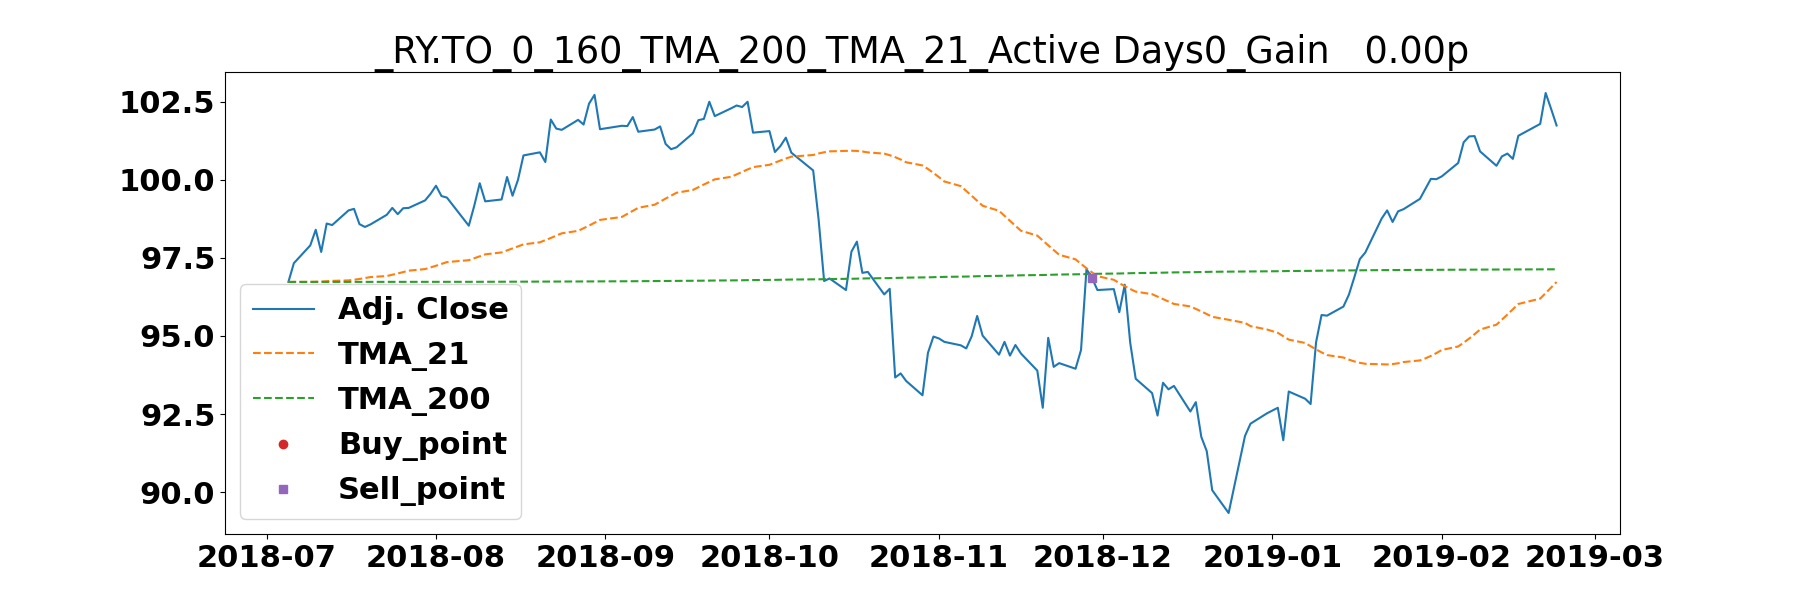 _RY.TO_0_160_TMA_200_TMA_21_Active Days0_Gain   0.00p
102.5
100.0
97.5
95.0
92.5
90.0
Adj. Close
TMA_21
TMA_200
Buy_point
Sell_point
2018-07 2018-08 2018-09 2018-10 2018-11 2018-12 2019-01 2019-02 2019-03